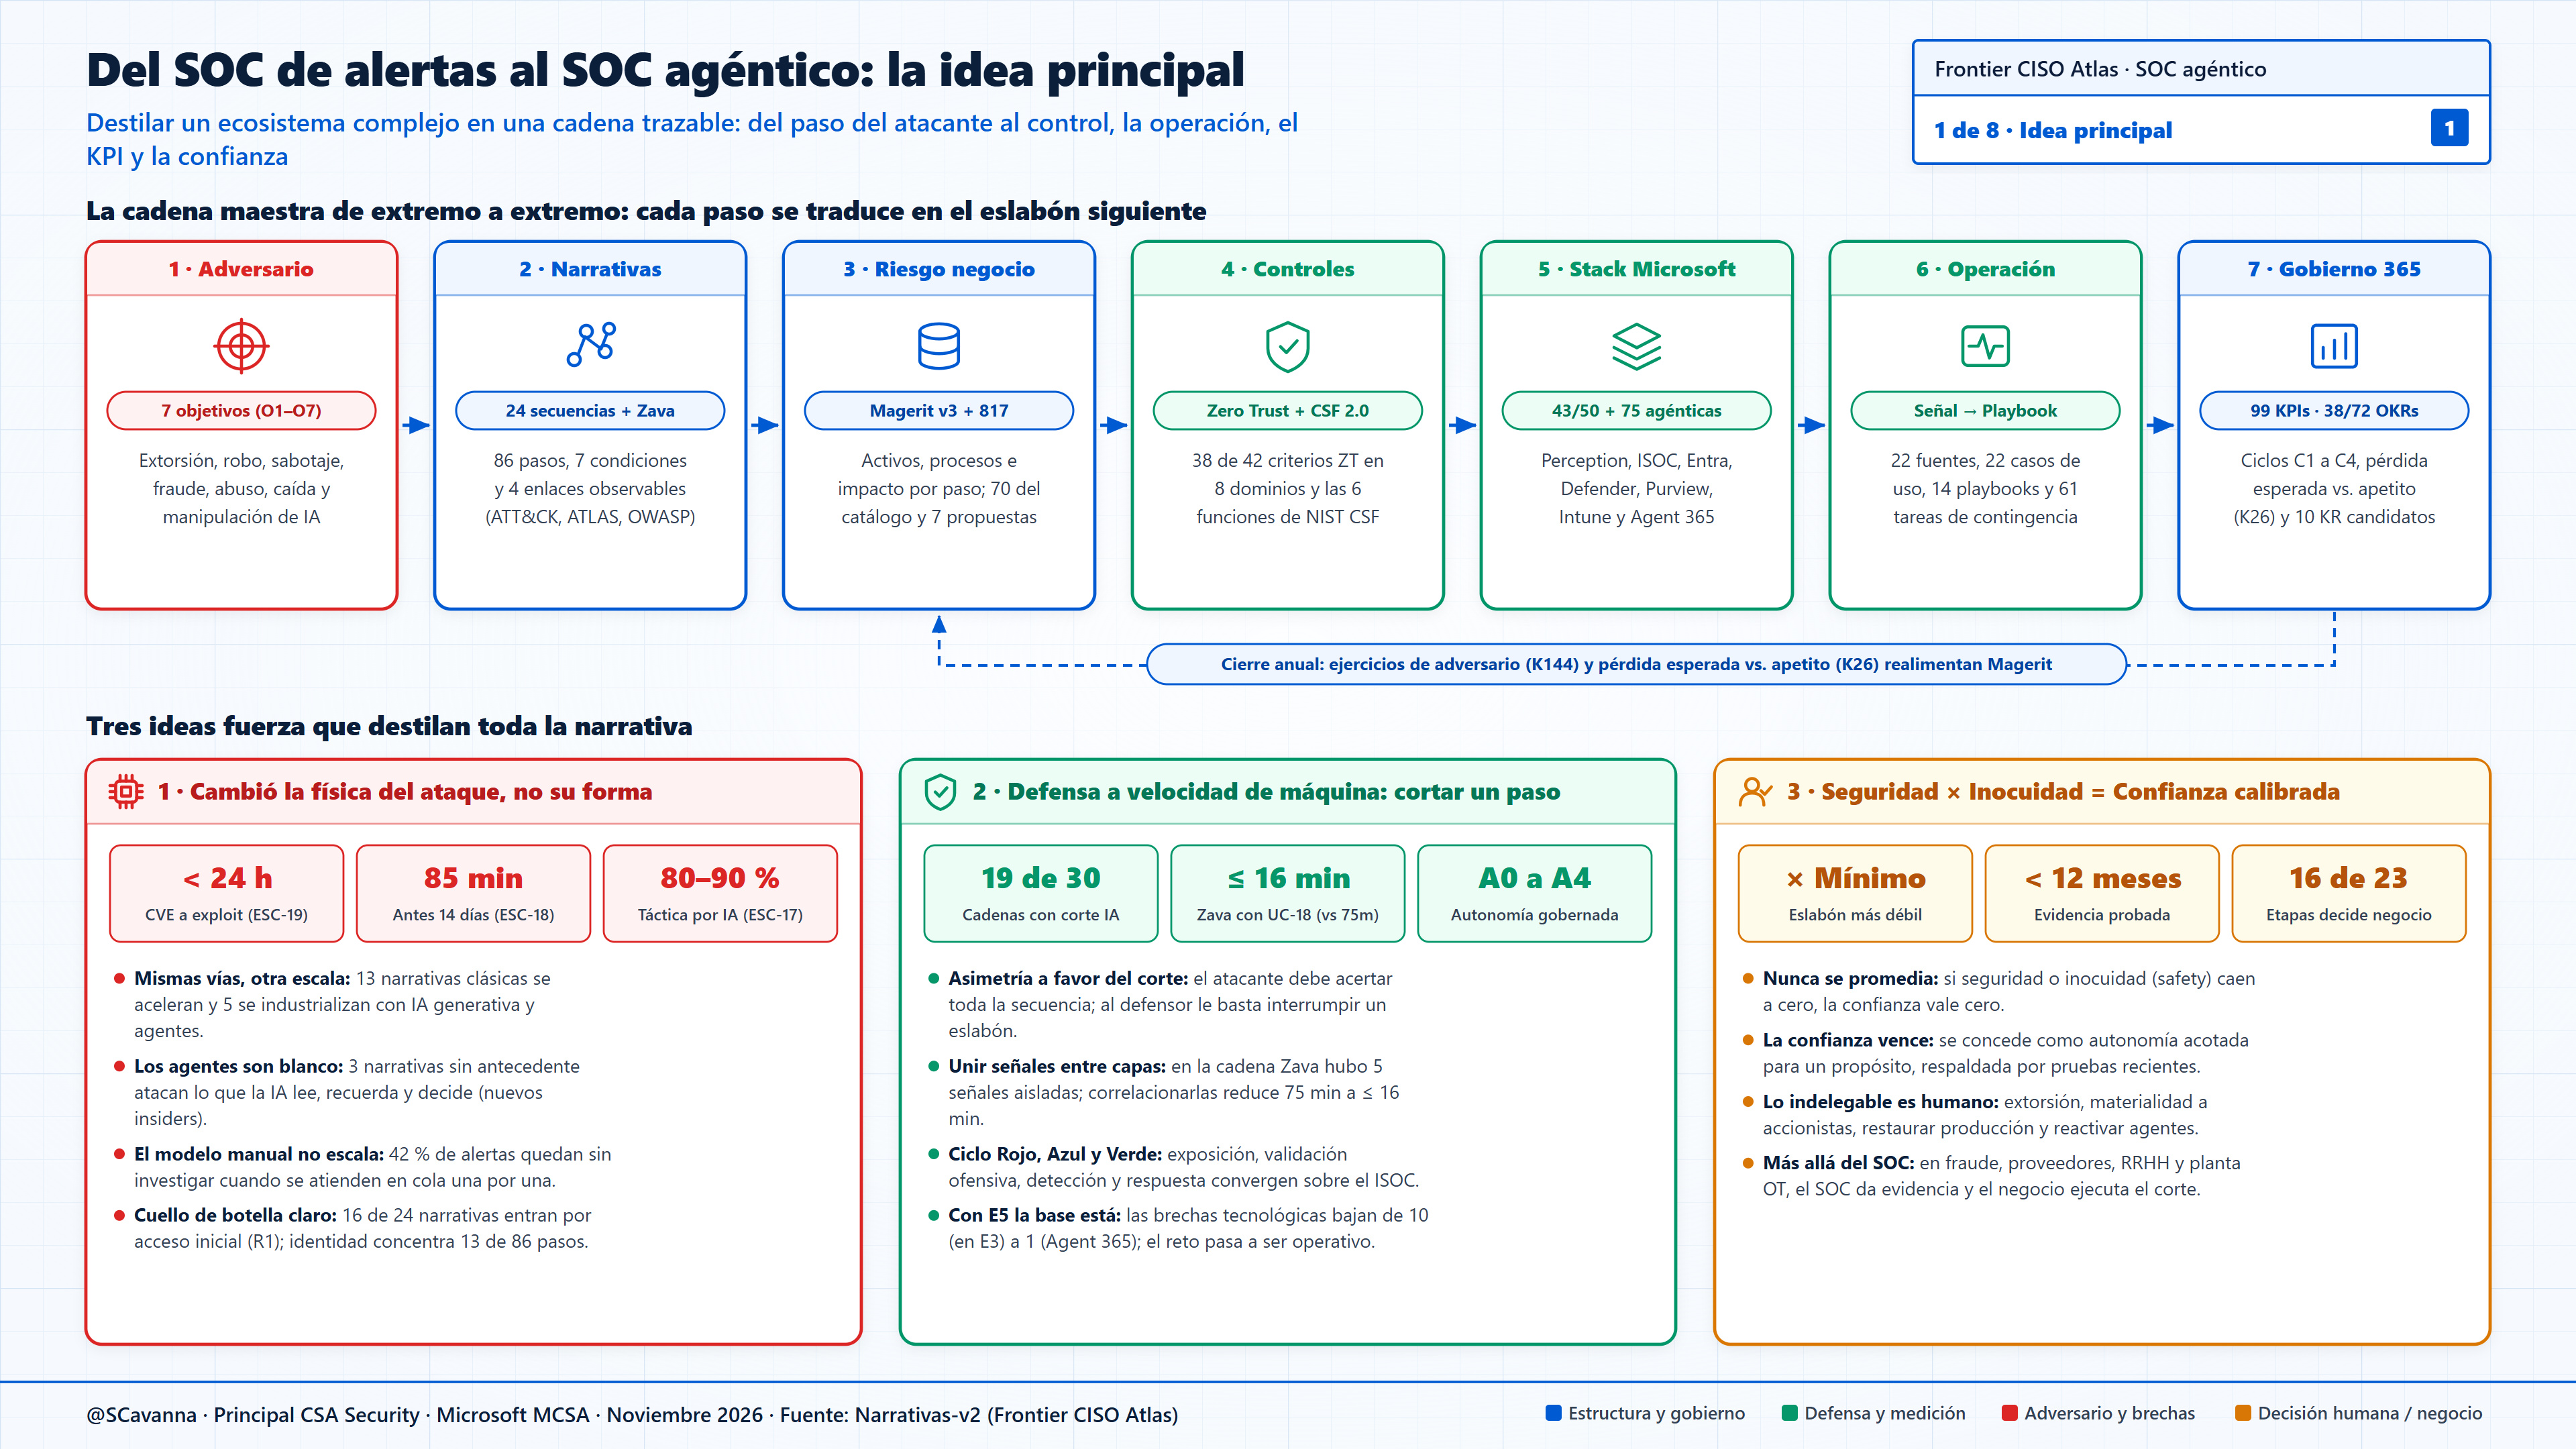 Del SOC de alertas al SOC agéntico: la idea principal
Destilar un ecosistema complejo en una cadena trazable: del paso del atacante al control, la operación, el
KPI y la confianza
Frontier CISO Atlas · SOC agéntico
1 de 8 · Idea principal
1
La cadena maestra de extremo a extremo: cada paso se traduce en el eslabón siguiente
1 · Adversario
7 objetivos (O1–O7)
Extorsión, robo, sabotaje,
fraude, abuso, caída y
manipulación de IA
2 · Narrativas
24 secuencias + Zava
86 pasos, 7 condiciones
y 4 enlaces observables
(ATT&CK, ATLAS, OWASP)
3 · Riesgo negocio
Magerit v3 + 817
Activos, procesos e
impacto por paso; 70 del
catálogo y 7 propuestas
4 · Controles
Zero Trust + CSF 2.0
38 de 42 criterios ZT en
8 dominios y las 6
funciones de NIST CSF
5 · Stack Microsoft
43/50 + 75 agénticas
Perception, ISOC, Entra,
Defender, Purview,
Intune y Agent 365
6 · Operación
Señal → Playbook
22 fuentes, 22 casos de
uso, 14 playbooks y 61
tareas de contingencia
7 · Gobierno 365
99 KPIs · 38/72 OKRs
Ciclos C1 a C4, pérdida
esperada vs. apetito
(K26) y 10 KR candidatos
Cierre anual: ejercicios de adversario (K144) y pérdida esperada vs. apetito (K26) realimentan Magerit
Tres ideas fuerza que destilan toda la narrativa
1 · Cambió la física del ataque, no su forma
< 24 h
CVE a exploit (ESC-19)
85 min
Antes 14 días (ESC-18)
80–90 %
Táctica por IA (ESC-17)
Mismas vías, otra escala: 13 narrativas clásicas se
aceleran y 5 se industrializan con IA generativa y
agentes.
Los agentes son blanco: 3 narrativas sin antecedente
atacan lo que la IA lee, recuerda y decide (nuevos
insiders).
El modelo manual no escala: 42 % de alertas quedan sin
investigar cuando se atienden en cola una por una.
Cuello de botella claro: 16 de 24 narrativas entran por
acceso inicial (R1); identidad concentra 13 de 86 pasos.
2 · Defensa a velocidad de máquina: cortar un paso
19 de 30
Cadenas con corte IA
≤ 16 min
Zava con UC-18 (vs 75m)
A0 a A4
Autonomía gobernada
Asimetría a favor del corte: el atacante debe acertar
toda la secuencia; al defensor le basta interrumpir un
eslabón.
Unir señales entre capas: en la cadena Zava hubo 5
señales aisladas; correlacionarlas reduce 75 min a ≤ 16
min.
Ciclo Rojo, Azul y Verde: exposición, validación
ofensiva, detección y respuesta convergen sobre el ISOC.
Con E5 la base está: las brechas tecnológicas bajan de 10
(en E3) a 1 (Agent 365); el reto pasa a ser operativo.
3 · Seguridad × Inocuidad = Confianza calibrada
× Mínimo
Eslabón más débil
< 12 meses
Evidencia probada
16 de 23
Etapas decide negocio
Nunca se promedia: si seguridad o inocuidad (safety) caen
a cero, la confianza vale cero.
La confianza vence: se concede como autonomía acotada
para un propósito, respaldada por pruebas recientes.
Lo indelegable es humano: extorsión, materialidad a
accionistas, restaurar producción y reactivar agentes.
Más allá del SOC: en fraude, proveedores, RRHH y planta
OT, el SOC da evidencia y el negocio ejecuta el corte.
@SCavanna · Principal CSA Security · Microsoft MCSA · Noviembre 2026 · Fuente: Narrativas-v2 (Frontier CISO Atlas)
Estructura y gobierno
Defensa y medición
Adversario y brechas
Decisión humana / negocio